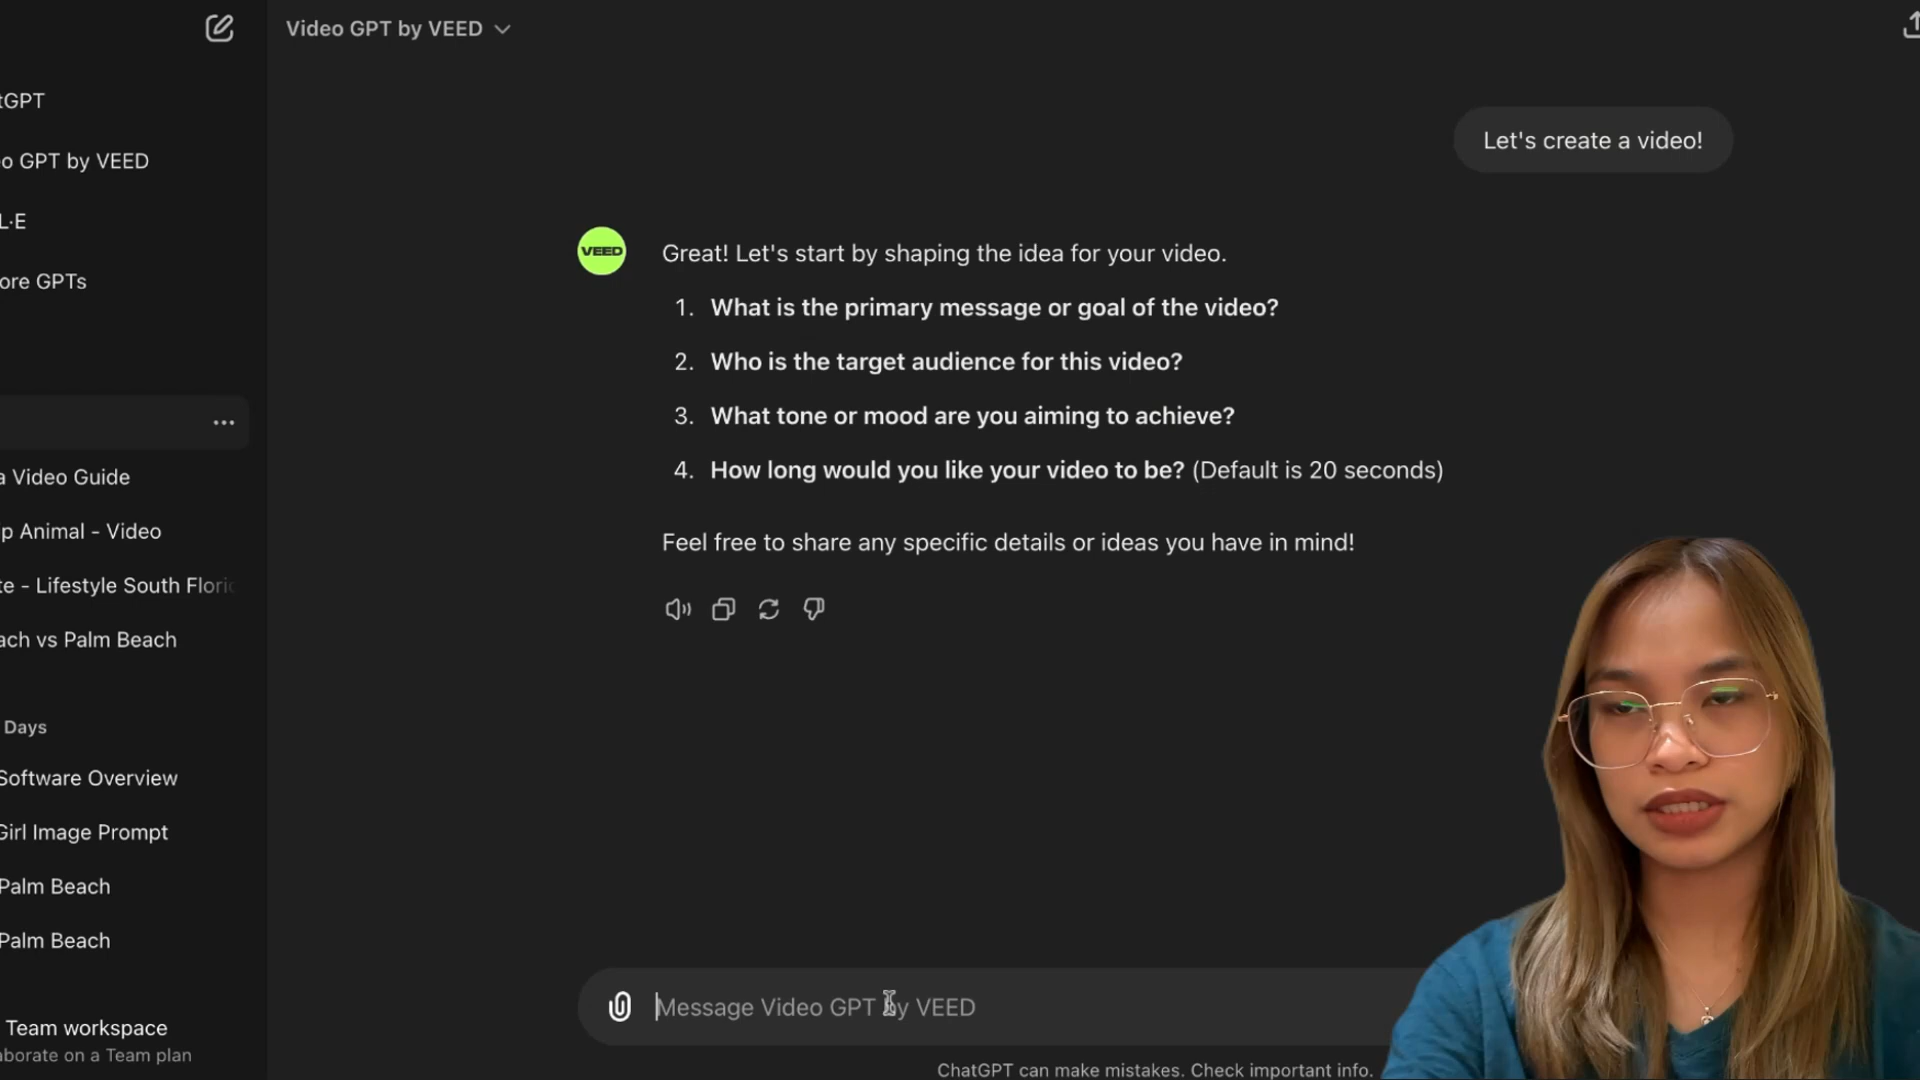 Video GPT by VEED
tGPT
o GPT by VEED
L·E
ore GPTs
a Video Guide
p Animal - Video
te - Lifestyle South Flori
ach vs Palm Beach
Days
Software Overview
Girl Image Prompt
Palm Beach
Palm Beach
Team workspace
aborate on a Team plan
Let's create a video!
VEED
Great! Let's start by shaping the idea for your video.
1. What is the primary message or goal of the video?
2. Who is the target audience for this video?
3. What tone or mood are you aiming to achieve?
4. How long would you like your video to be? (Default is 20 seconds)
Feel free to share any specific details or ideas you have in mind!
Message Video GPT by VEED
ChatGPT can make mistakes. Check important info.